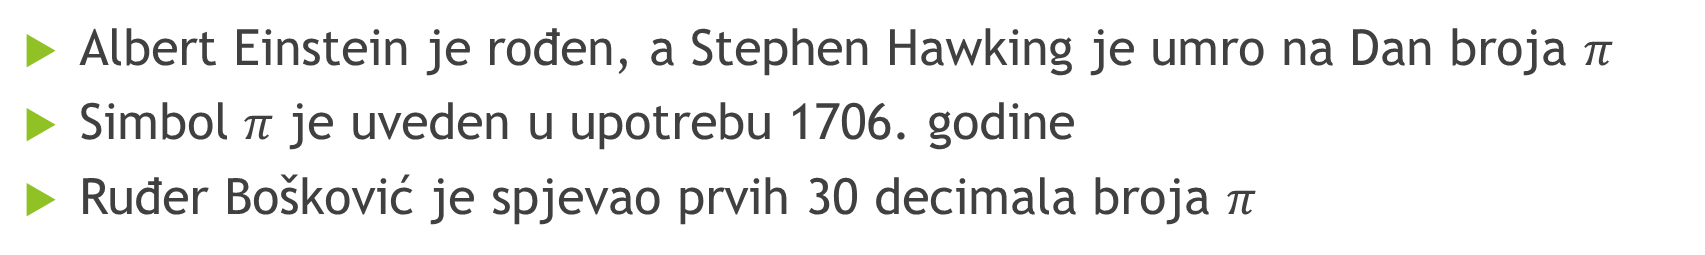 Albert Einstein je rođen, a Stephen Hawking je umro na Dan broja π
Simbol π je uveden u upotrebu 1706. godine
Ruđer Bošković je spjevao prvih 30 decimala broja π